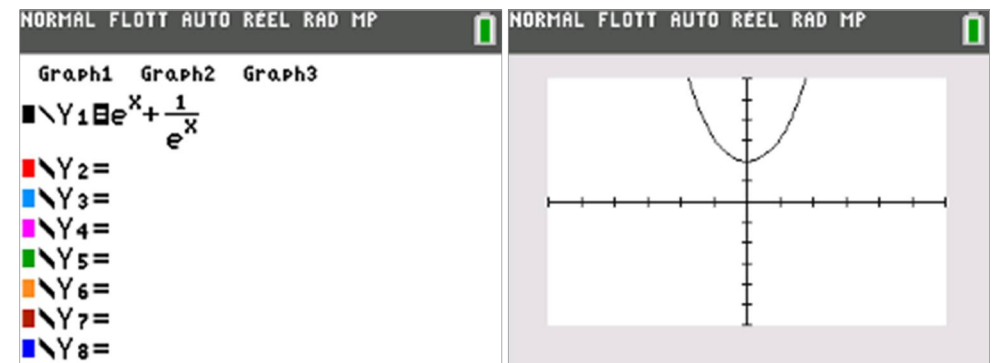 NORMAL FLOTT AUTO RÉEL RAD MP
Graph1 Graph2 Graph3
\Y1=e^X+1/e^X
\Y2=
\Y3=
\Y4=
\Y5=
\Y6=
\Y7=
\Y8=
NORMAL FLOTT AUTO RÉEL RAD MP